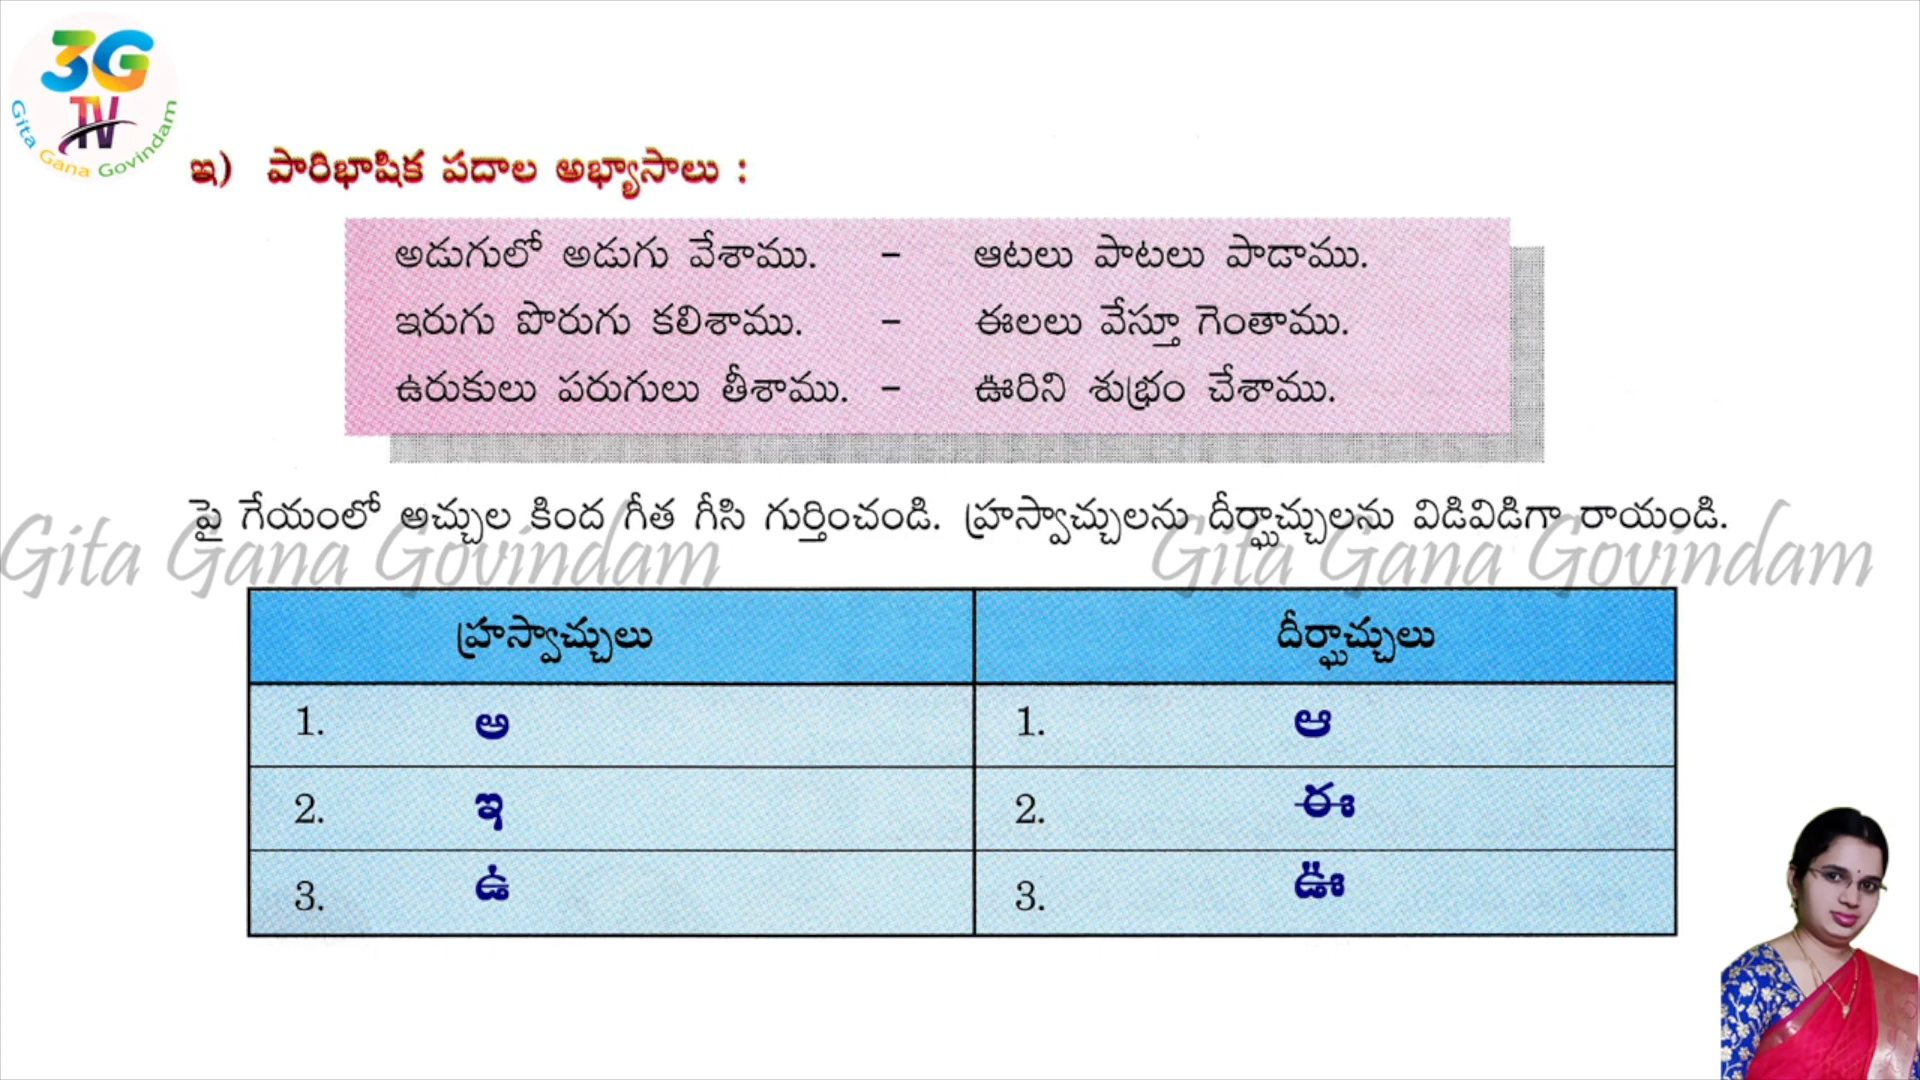 3G
TV
Gita Gana Govindam
ఇ) పారిభాషిక పదాల అభ్యాసాలు :
అడుగులో అడుగు వేశాము. – ఆటలు పాటలు పాడాము.
ఇరుగు పొరుగు కలిశాము. – ఈలలు వేస్తూ గెంతాము.
ఉరుకులు పరుగులు తీశాము. – ఊరిని శుభ్రం చేశాము.
పై గేయంలో అచ్చుల కింద గీత గీసి గుర్తించండి. హ్రస్వాచ్చులను దీర్ఘాచ్చులను విడివిడిగా రాయండి.
Gita Gana Govindam Gita Gana Govindam
హ్రస్వాచ్చులు దీర్ఘాచ్చులు
1. అ 1. ఆ
2. ఇ 2. ఈ
3. ఉ 3. ఊ